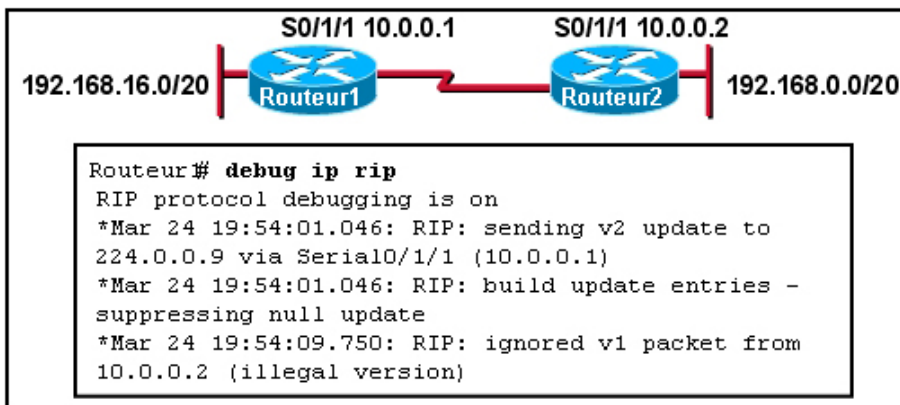 S0/1/1 10.0.0.1 S0/1/1 10.0.0.2
192.168.16.0/20 Routeur1 Routeur2 192.168.0.0/20
Routeur1# debug ip rip
RIP protocol debugging is on
*Mar 24 19:54:01.046: RIP: sending v2 update to
224.0.0.9 via Serial0/1/1 (10.0.0.1)
*Mar 24 19:54:01.046: RIP: build update entries –
suppressing null update
*Mar 24 19:54:09.750: RIP: ignored v1 packet from
10.0.0.2 (illegal version)